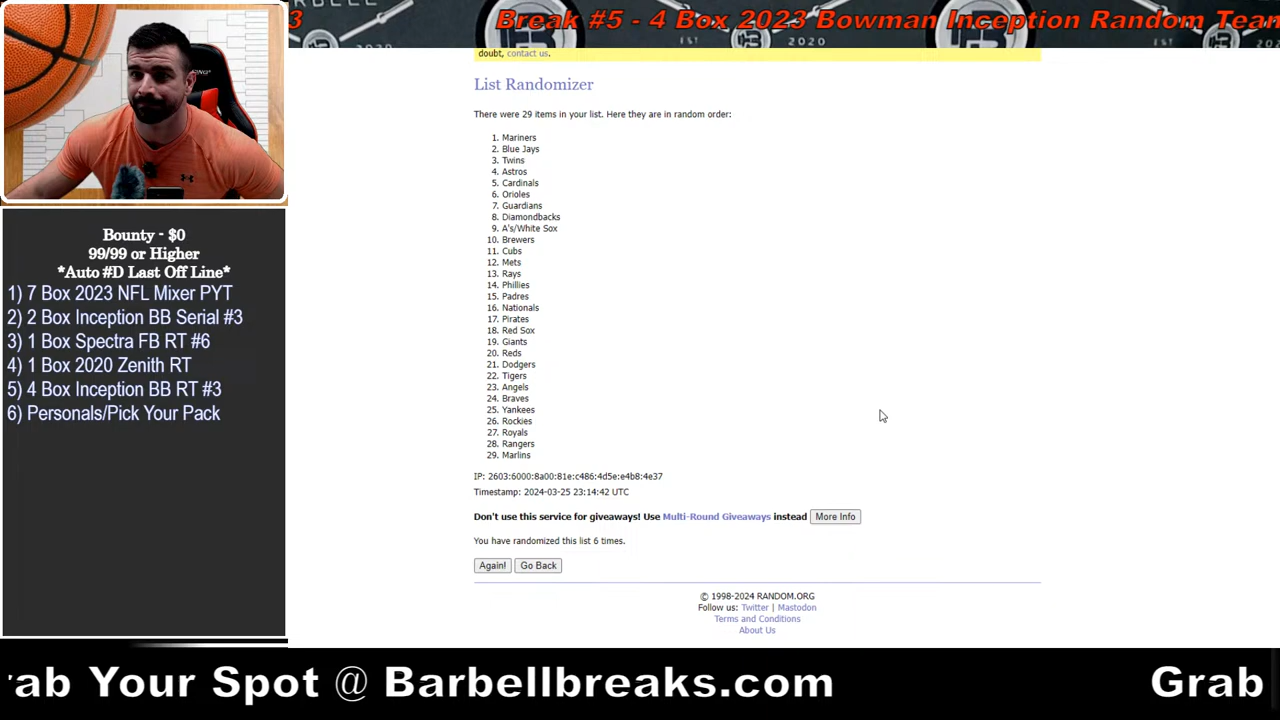 3 Break #5 - 4 Box 2023 Bowman Inception Random Team
doubt, contact us.
List Randomizer
There were 29 items in your list. Here they are in random order:
1. Mariners
2. Blue Jays
3. Twins
4. Astros
5. Cardinals
6. Orioles
7. Guardians
8. Diamondbacks
9. A's/White Sox
10. Brewers
11. Cubs
12. Mets
13. Rays
14. Phillies
15. Padres
16. Nationals
17. Pirates
18. Red Sox
19. Giants
20. Reds
21. Dodgers
22. Tigers
23. Angels
24. Braves
25. Yankees
26. Rockies
27. Royals
28. Rangers
29. Marlins
IP: 2603:6000:8a00:81e:c486:4d5e:e4b8:4e37
Timestamp: 2024-03-25 23:14:42 UTC
Don't use this service for giveaways! Use Multi-Round Giveaways instead More Info
You have randomized this list 6 times.
Again! Go Back
© 1998-2024 RANDOM.ORG
Follow us: Twitter | Mastodon
Terms and Conditions
About Us
Bounty - $0
99/99 or Higher
*Auto #D Last Off Line*
1) 7 Box 2023 NFL Mixer PYT
2) 2 Box Inception BB Serial #3
3) 1 Box Spectra FB RT #6
4) 1 Box 2020 Zenith RT
5) 4 Box Inception BB RT #3
6) Personals/Pick Your Pack
rab Your Spot @ Barbellbreaks.com Grab